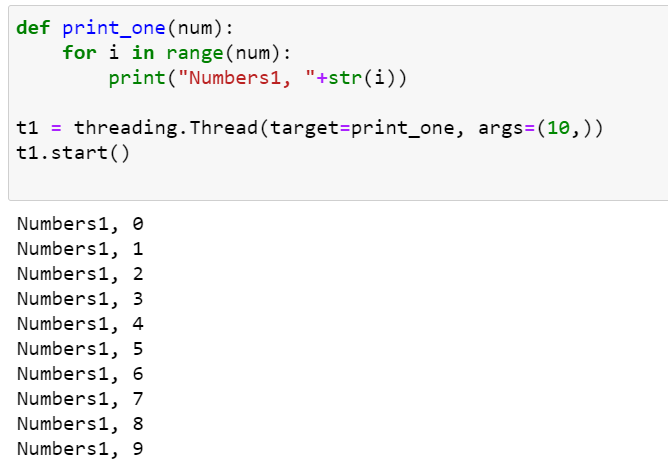 def print_one(num):
    for i in range(num):
        print("Numbers1, "+str(i))

t1 = threading.Thread(target=print_one, args=(10,))
t1.start()

Numbers1, 0
Numbers1, 1
Numbers1, 2
Numbers1, 3
Numbers1, 4
Numbers1, 5
Numbers1, 6
Numbers1, 7
Numbers1, 8
Numbers1, 9